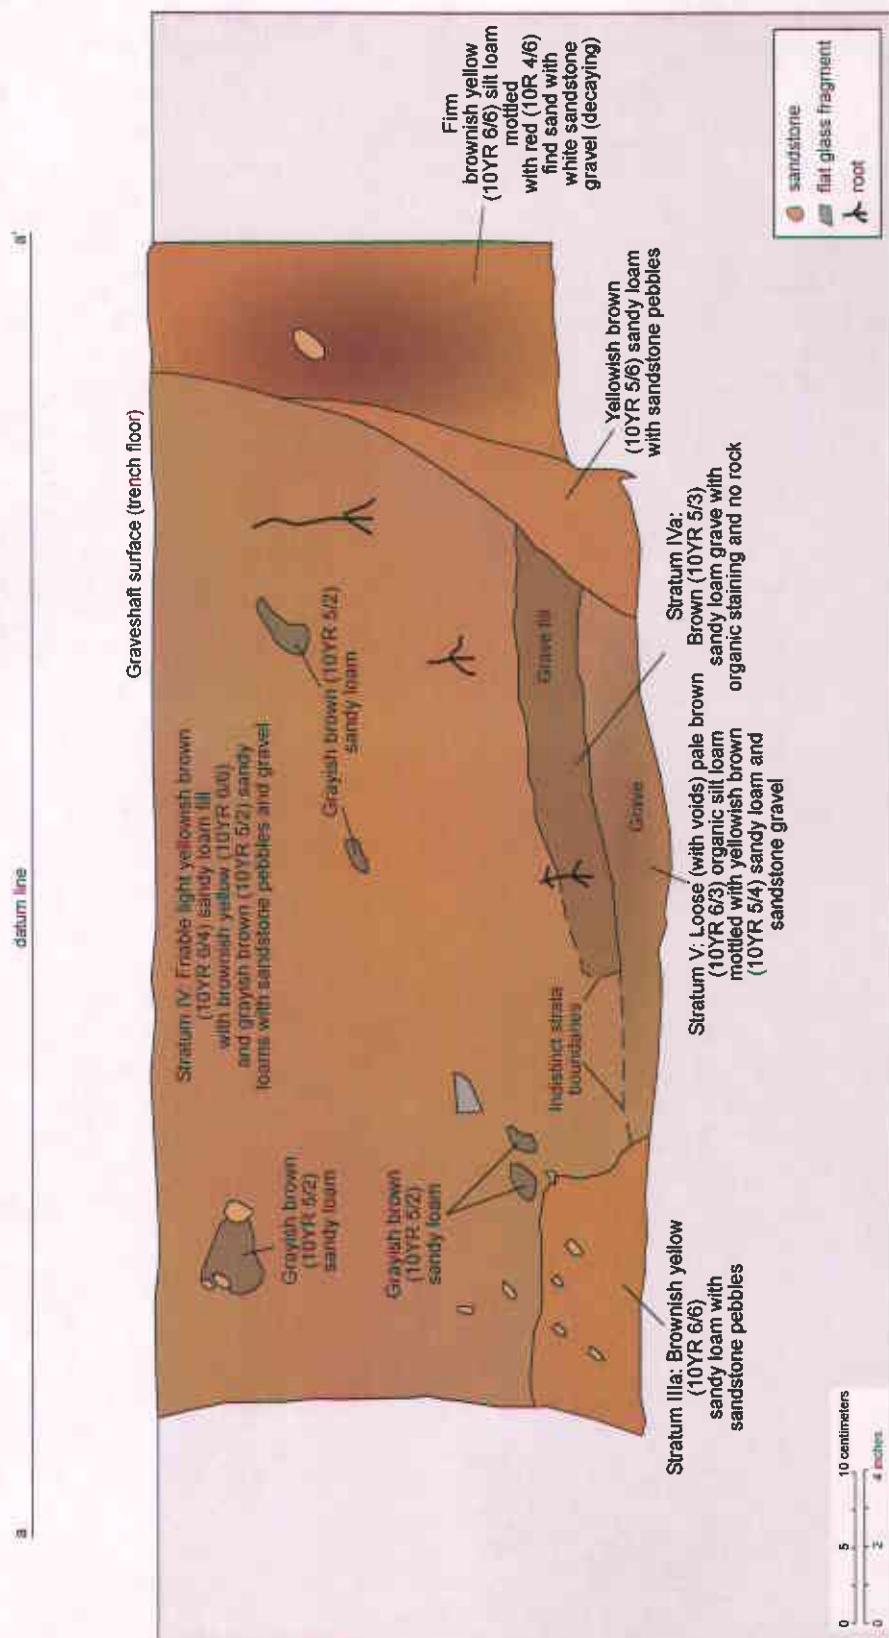 a
datum line
a'
Graveshaft surface (trench floor)
Stratum IV: Friable light yellowish brown
(10YR 6/4) sandy loam fill
with brownish yellow (10YR 6/6)
and grayish brown (10YR 5/2) sandy
loams with sandstone pebbles and gravel
Grayish brown
(10YR 5/2)
sandy loam
Grayish brown (10YR 5/2)
sandy loam
Grayish brown
(10YR 5/2)
sandy loam
Firm
brownish yellow
(10YR 6/6) silt loam
mottled
with red (10R 4/6)
find sand with
white sandstone
gravel (decaying)
Indistinct strata
boundaries
Grave fill
Grave
Yellowish brown
(10YR 5/6) sandy loam
with sandstone pebbles
Stratum IIIa: Brownish yellow
(10YR 6/6)
sandy loam with
sandstone pebbles
Stratum V: Loose (with voids) pale brown
(10YR 6/3) organic silt loam
mottled with yellowish brown
(10YR 5/4) sandy loam and
sandstone gravel
Stratum IVa:
Brown (10YR 5/3)
sandy loam grave with
organic staining and no rock
sandstone
flat glass fragment
root
0 5 10 centimeters
0 2 4 inches